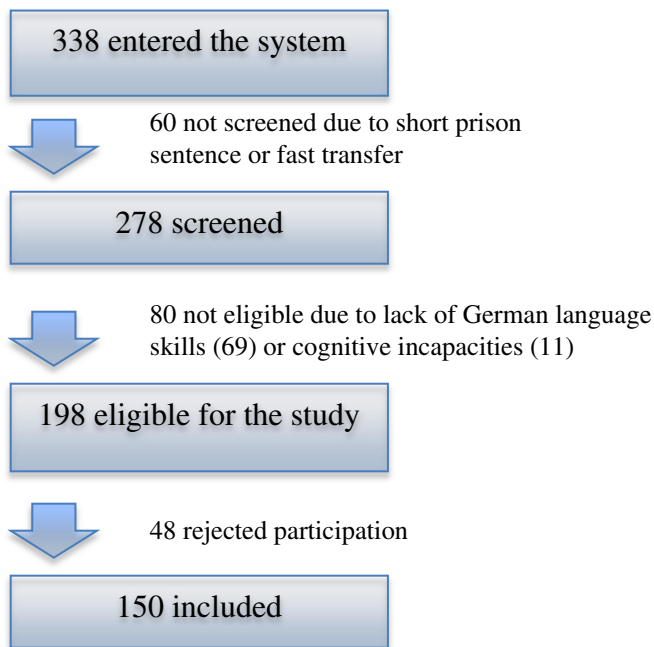 338 entered the system
60 not screened due to short prison
sentence or fast transfer
278 screened
80 not eligible due to lack of German language
skills (69) or cognitive incapacities (11)
198 eligible for the study
48 rejected participation
150 included